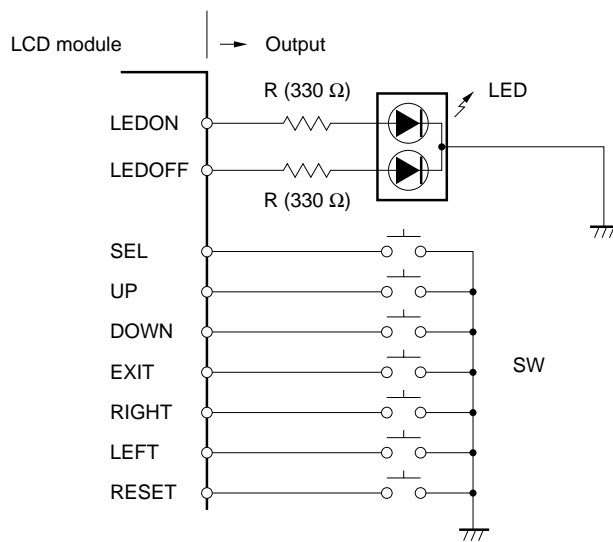 LCD module
Output
R (330 Ω)
LED
LEDON
LEDOFF
R (330 Ω)
SEL
UP
DOWN
EXIT
SW
RIGHT
LEFT
RESET